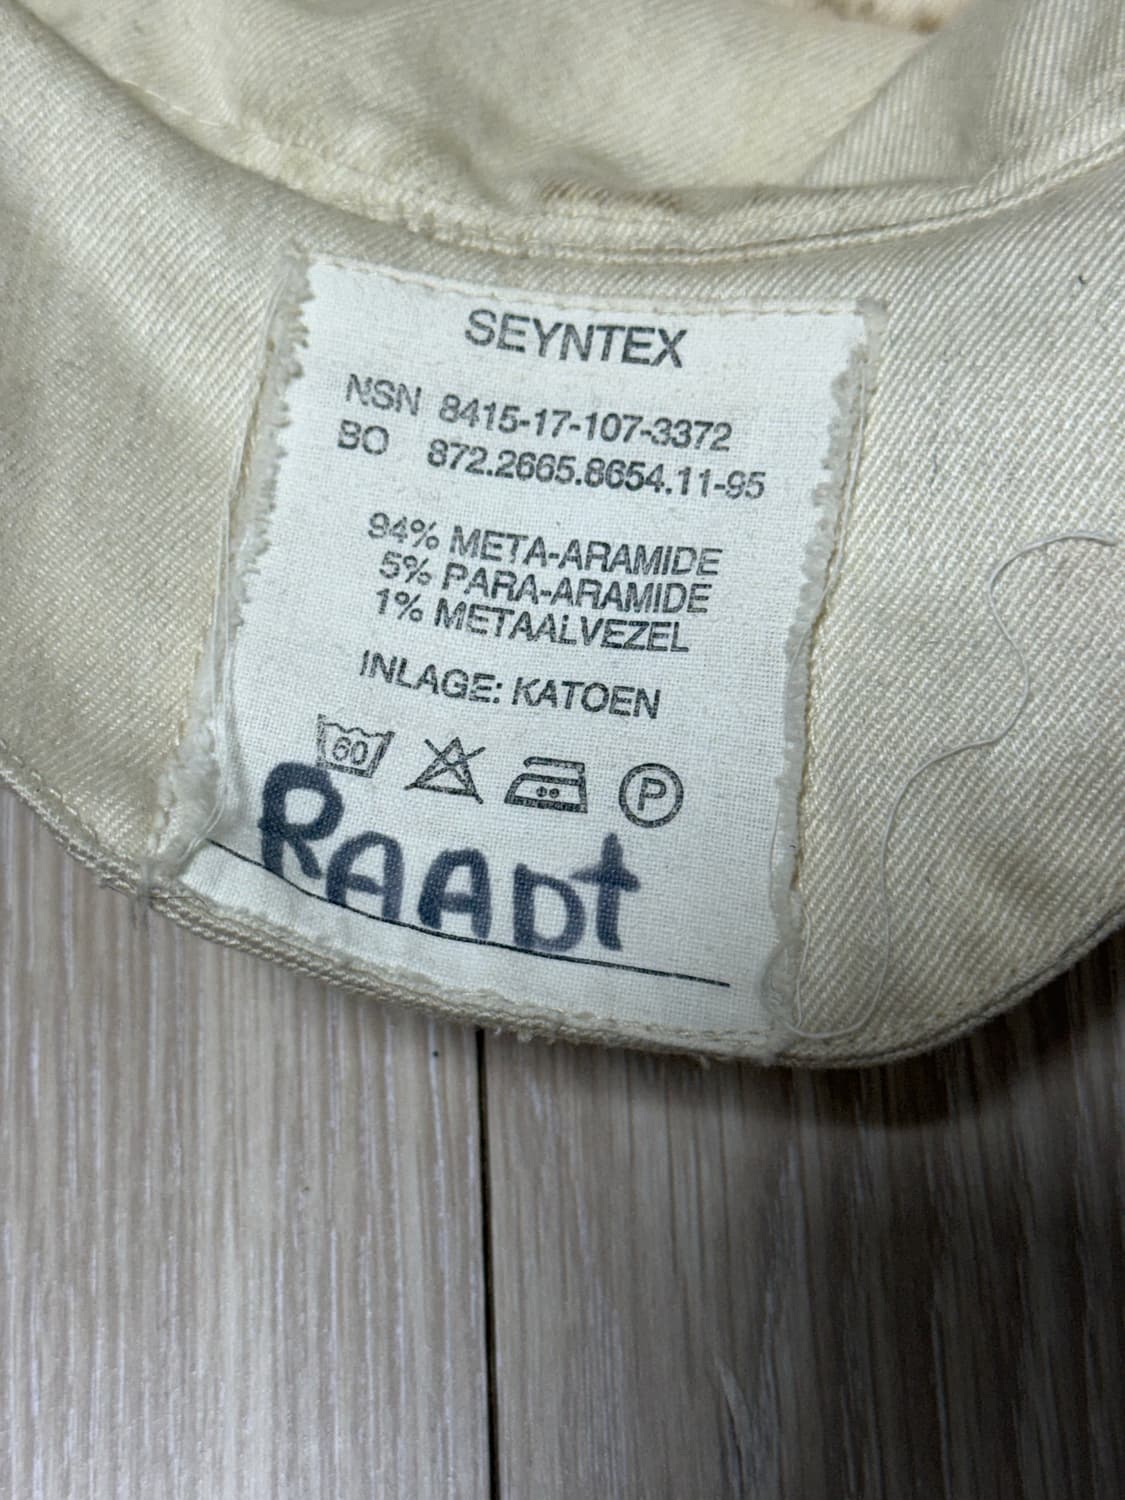 SEYNTEX
NSN 8415-17-107-3372
BO 872.2665.8654.11-95
94% META-ARAMIDE
5% PARA-ARAMIDE
1% METAALVEZEL
INLAGE: KATOEN
60 P
RAADt